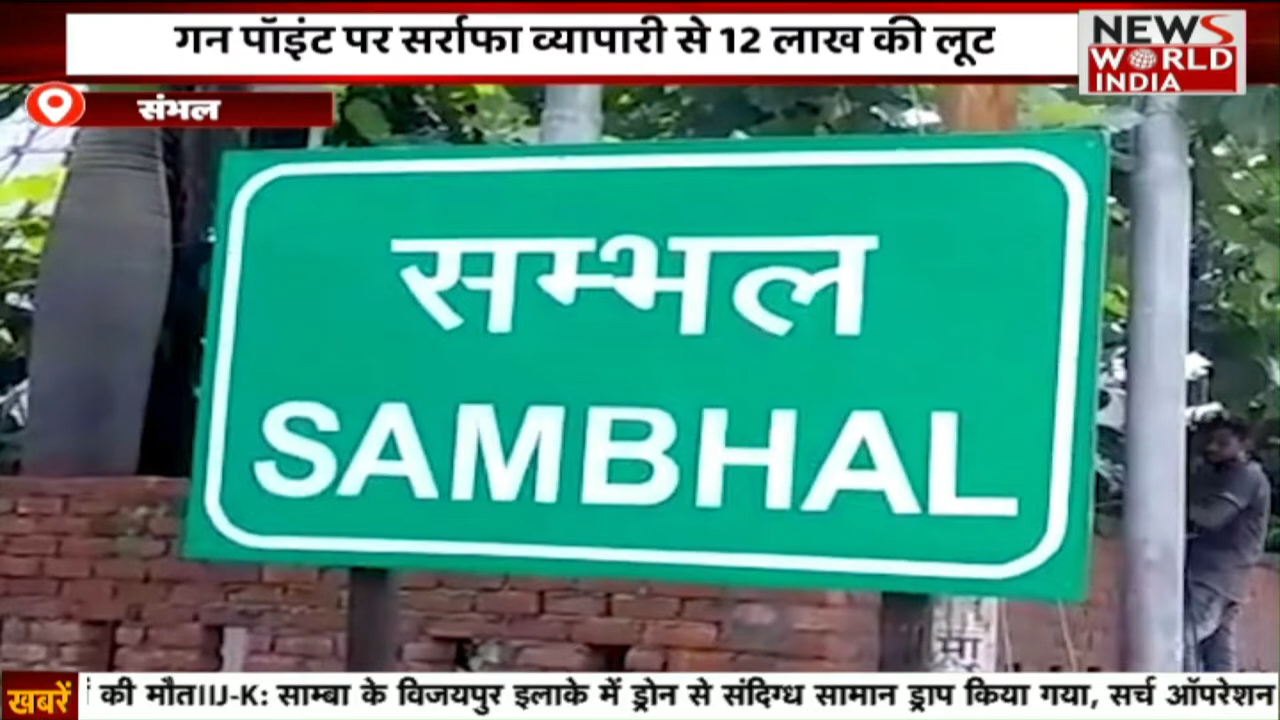 गन पॉइंट पर सर्राफा व्यापारी से 12 लाख की लूट
NEWS
WORLD
INDIA
संभल
सम्भल
SAMBHAL
खबरें
की मौत॥J-K: साम्बा के विजयपुर इलाके में ड्रोन से संदिग्ध सामान ड्राप किया गया, सर्च ऑपरेशन